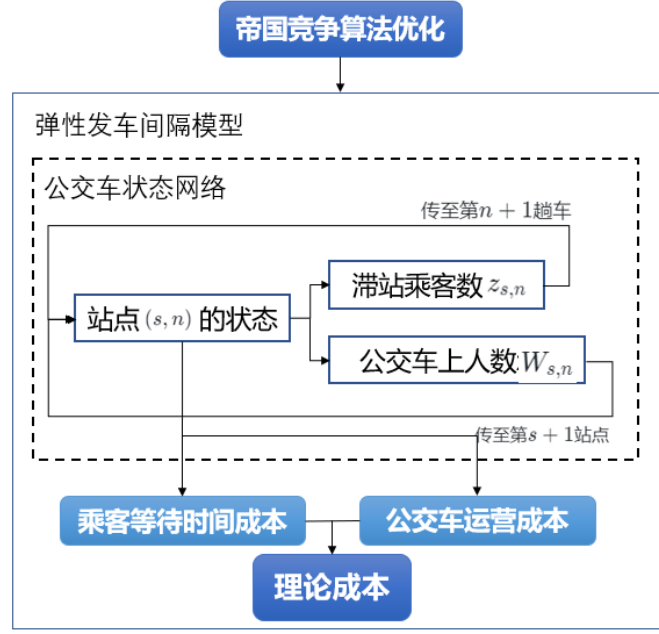 帝国竞争算法优化
弹性发车间隔模型
公交车状态网络
传至第n + 1趟车
滞站乘客数 z_{s,n}
站点 (s, n) 的状态
公交车上人数 W_{s,n}
传至第s + 1站点
乘客等待时间成本
公交车运营成本
理论成本